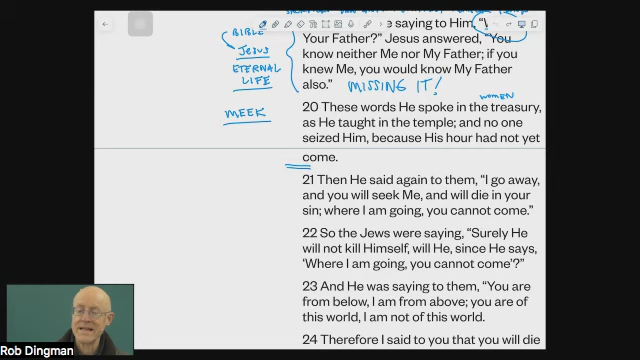 e saying to Him, "
BIBLE
Your Father?" Jesus answered, "You
JESUS
know neither Me nor My Father; if you
ETERNAL
knew Me, you would know My Father
LIFE
also."
MISSING IT!
WOMEN
20 These words He spoke in the treasury,
MEEK
as He taught in the temple; and no one
seized Him, because His hour had not yet
come.
21 Then He said again to them, "I go away,
and you will seek Me, and will die in your
sin; where I am going, you cannot come."
22 So the Jews were saying, "Surely He
will not kill Himself, will He, since He says,
'Where I am going, you cannot come'?"
23 And He was saying to them, "You are
from below, I am from above; you are of
this world, I am not of this world.
24 Therefore I said to you that you will die
Rob Dingman